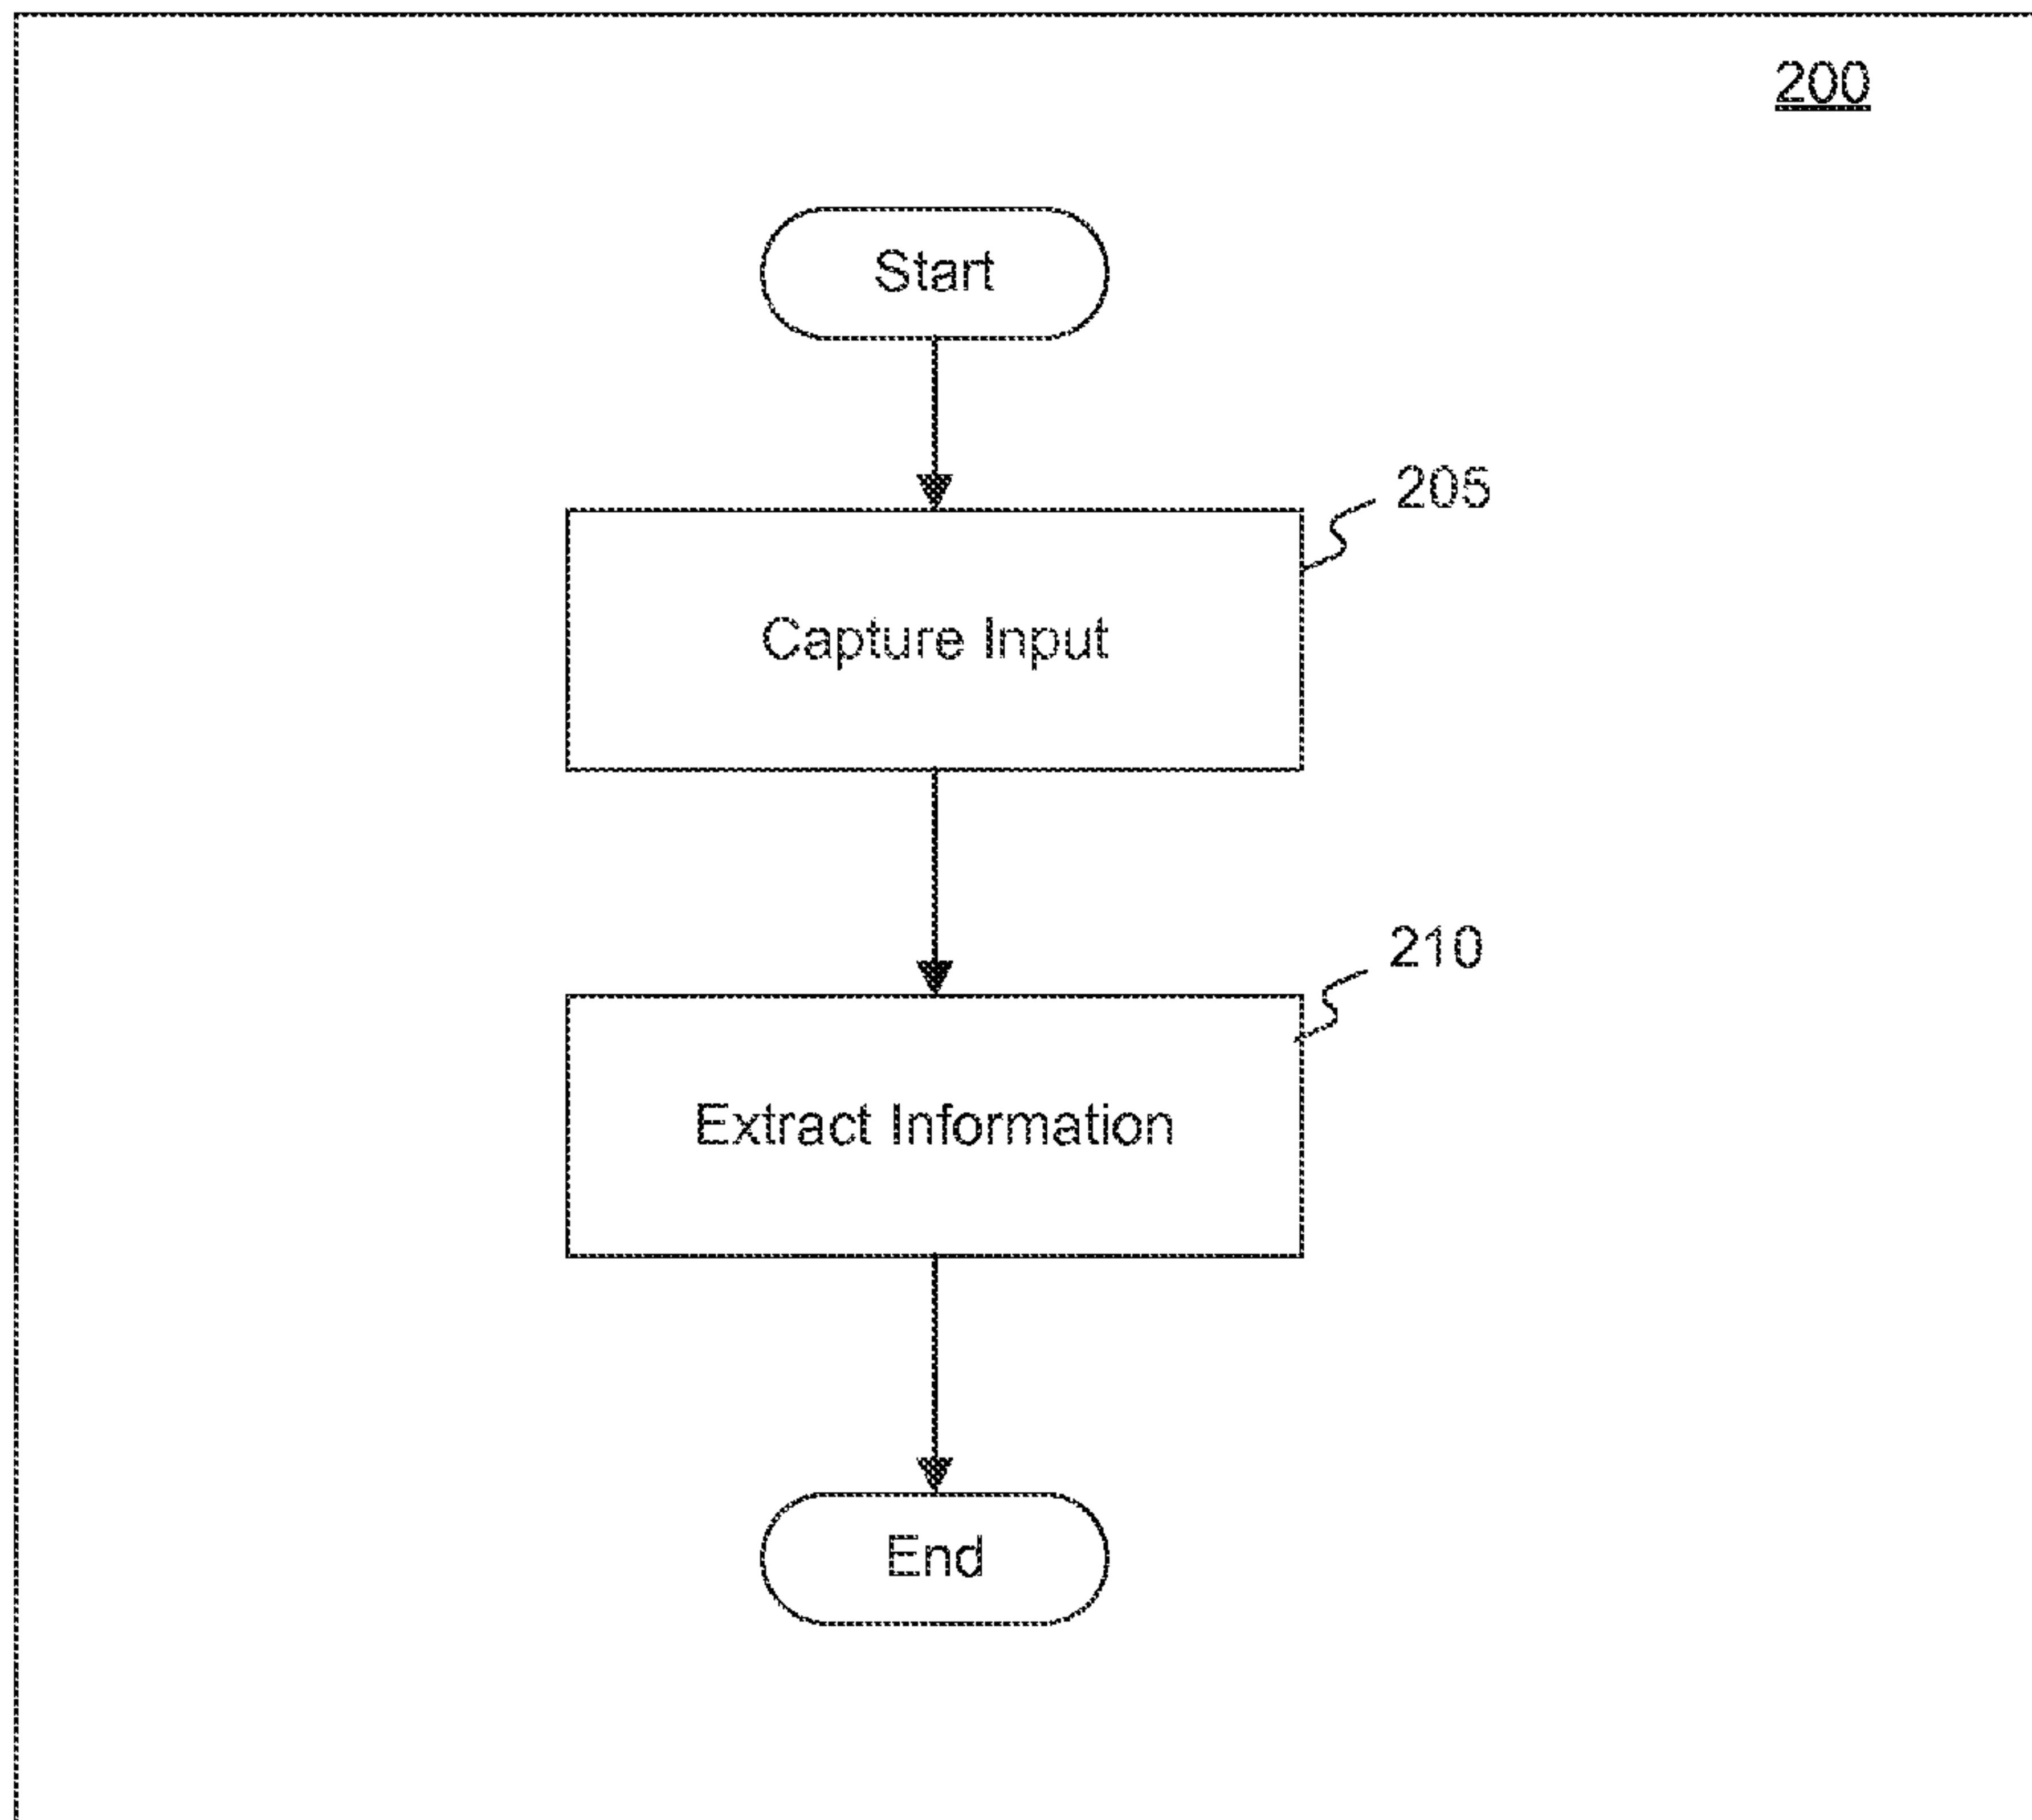 200
Start
205
Capture Input
210
Extract Information
End